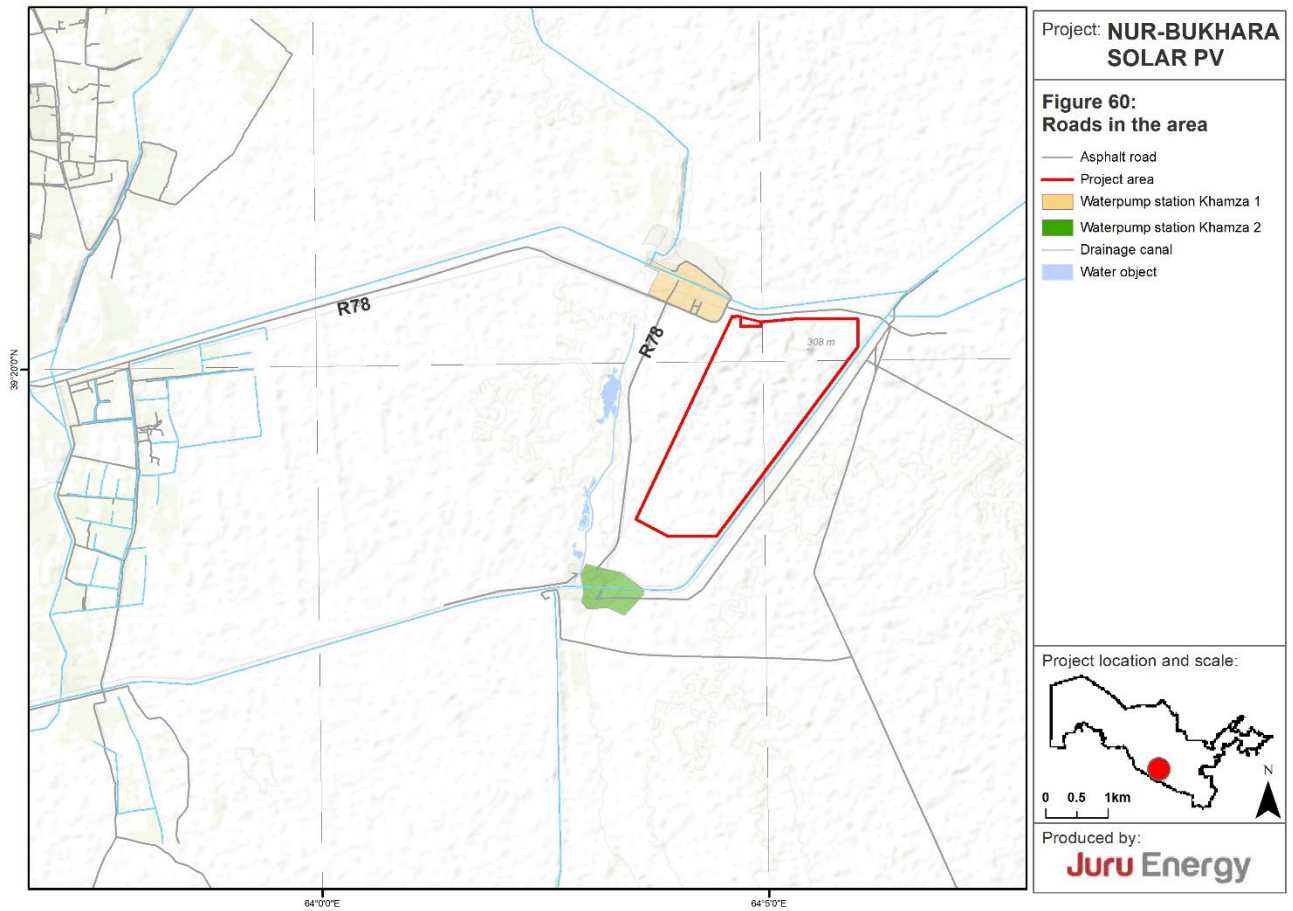 R78
R78
308 m
39°20'0"N
64°0'0"E
64°5'0"E
Project: NUR-BUKHARA
SOLAR PV
Figure 60:
Roads in the area
Asphalt road
Project area
Waterpump station Khamza 1
Waterpump station Khamza 2
Drainage canal
Water object
Project location and scale:
N
0 0.5 1km
Produced by:
Juru Energy